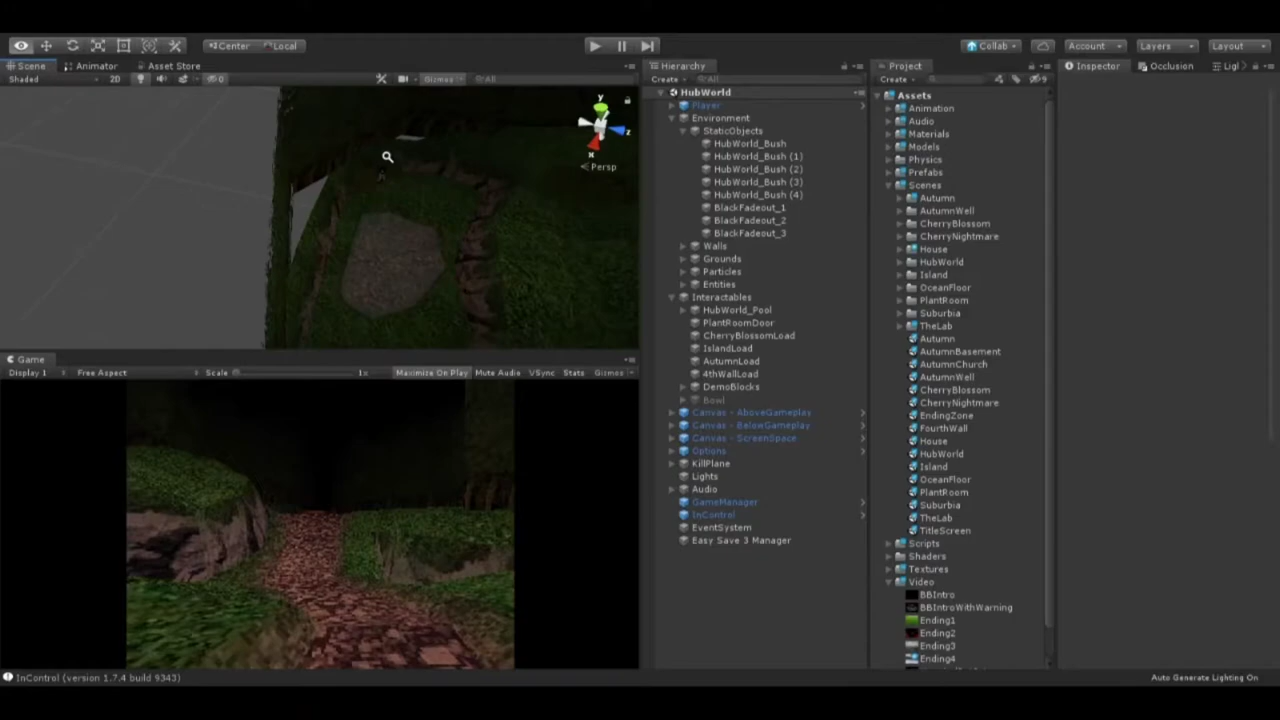 Center Local
Collab Account Layers Layout
Scene Animator Asset Store
Shaded 2D 0 Gizmos All
y
z
x
Persp
Game
Display 1 Free Aspect Scale 1x Maximize On Play Mute Audio VSync Stats Gizmos
Hierarchy
Create All
HubWorld
Player
Environment
StaticObjects
HubWorld_Bush
HubWorld_Bush (1)
HubWorld_Bush (2)
HubWorld_Bush (3)
HubWorld_Bush (4)
BlackFadeout_1
BlackFadeout_2
BlackFadeout_3
Walls
Grounds
Particles
Entities
Interactables
HubWorld_Pool
PlantRoomDoor
CherryBlossomLoad
IslandLoad
AutumnLoad
4thWallLoad
DemoBlocks
Bowl
Canvas - AboveGameplay
Canvas - BelowGameplay
Canvas - ScreenSpace
Options
KillPlane
Lights
Audio
GameManager
InControl
EventSystem
Easy Save 3 Manager
Project
Create 9
Assets
Animation
Audio
Materials
Models
Physics
Prefabs
Scenes
Autumn
AutumnWell
CherryBlossom
CherryNightmare
House
HubWorld
Island
OceanFloor
PlantRoom
Suburbia
TheLab
Autumn
AutumnBasement
AutumnChurch
AutumnWell
CherryBlossom
CherryNightmare
EndingZone
FourthWall
House
HubWorld
Island
OceanFloor
PlantRoom
Suburbia
TheLab
TitleScreen
Scripts
Shaders
Textures
Video
BBIntro
BBIntroWithWarning
Ending1
Ending2
Ending3
Ending4
Inspector Occlusion Ligh
InControl (version 1.7.4 build 9343)
Auto Generate Lighting On